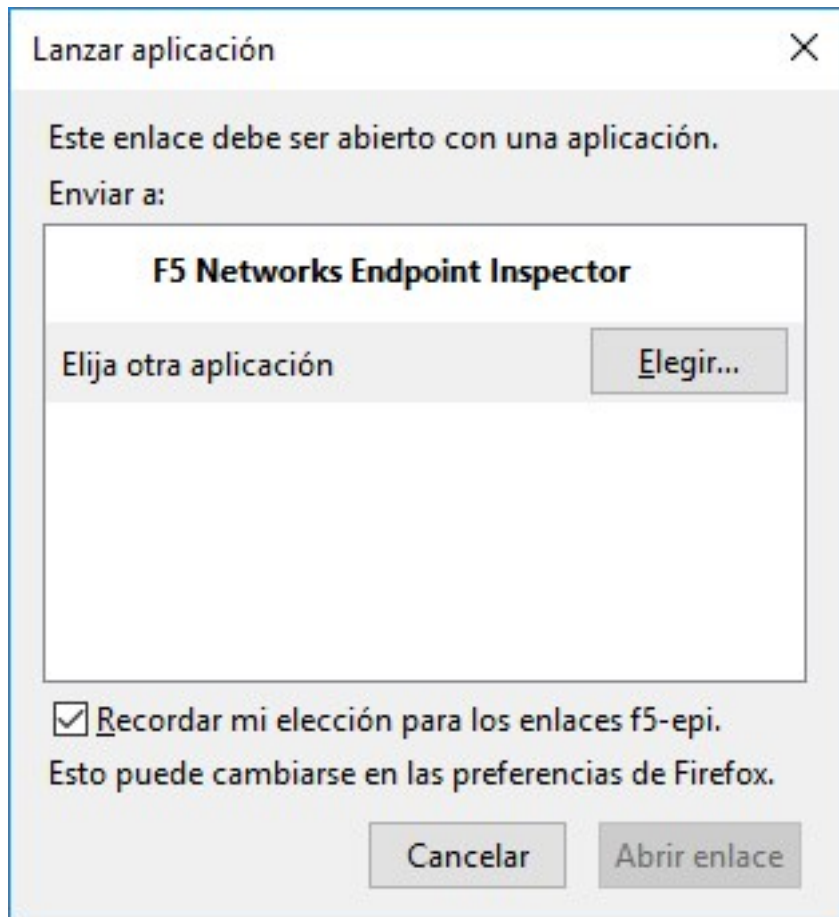 Lanzar aplicación
Este enlace debe ser abierto con una aplicación.
Enviar a:
F5 Networks Endpoint Inspector
Elija otra aplicación
Elegir...
Recordar mi elección para los enlaces f5-epi.
Esto puede cambiarse en las preferencias de Firefox.
Cancelar
Abrir enlace